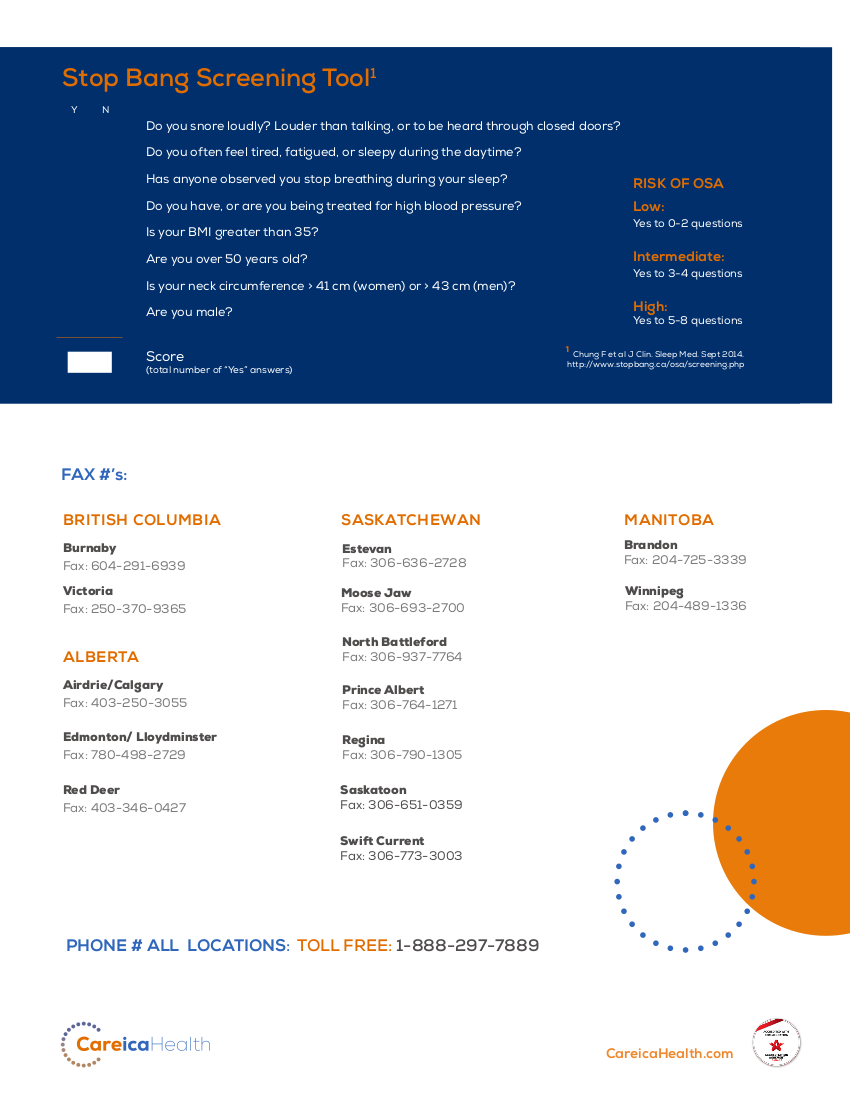 Stop Bang Screening Tool¹
Y N
Do you snore loudly? Louder than talking, or to be heard through closed doors?
Do you often feel tired, fatigued, or sleepy during the daytime?
Has anyone observed you stop breathing during your sleep?
Do you have, or are you being treated for high blood pressure?
Is your BMI greater than 35?
Are you over 50 years old?
Is your neck circumference > 41 cm (women) or > 43 cm (men)?
Are you male?
Score
(total number of “Yes” answers)
RISK OF OSA
Low:
Yes to 0-2 questions
Intermediate:
Yes to 3-4 questions
High:
Yes to 5-8 questions
¹ Chung F et al J Clin. Sleep Med. Sept 2014.
http://www.stopbang.ca/osa/screening.php
FAX #'s:
BRITISH COLUMBIA
Burnaby
Fax: 604-291-6939
Victoria
Fax: 250-370-9365
ALBERTA
Airdrie/Calgary
Fax: 403-250-3055
Edmonton/ Lloydminster
Fax: 780-498-2729
Red Deer
Fax: 403-346-0427
SASKATCHEWAN
Estevan
Fax: 306-636-2728
Moose Jaw
Fax: 306-693-2700
North Battleford
Fax: 306-937-7764
Prince Albert
Fax: 306-764-1271
Regina
Fax: 306-790-1305
Saskatoon
Fax: 306-651-0359
Swift Current
Fax: 306-773-3003
MANITOBA
Brandon
Fax: 204-725-3339
Winnipeg
Fax: 204-489-1336
PHONE # ALL LOCATIONS: TOLL FREE: 1-888-297-7889
CareicaHealth
CareicaHealth.com